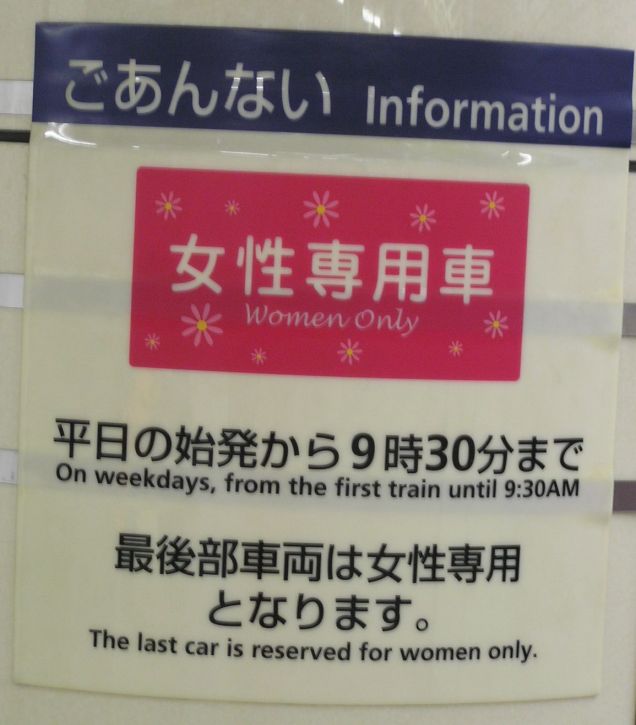 ごあんない Information
女性専用車
Women Only
平日の始発から9時30分まで
On weekdays, from the first train until 9:30AM
最後部車両は女性専用
となります。
The last car is reserved for women only.